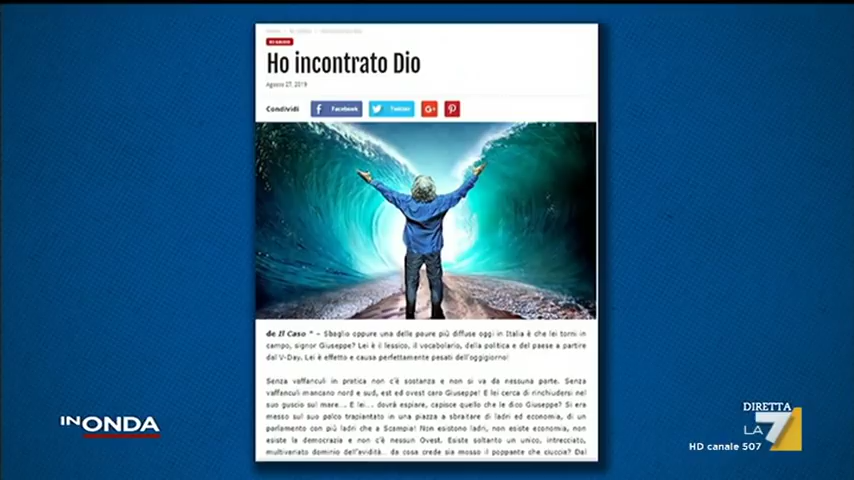 Ho incontrato Dio
Agosto 27, 2019
Condividi
Facebook
Twitter
G+
de Il Caso * – Sbaglio oppure una delle paure più diffuse oggi in Italia è che lei torni in
campo, signor Giuseppe? Lei è il lessico, il vocabolario, della politica e del paese a partire
dal V-Day. Lei è effetto e causa perfettamente pesati dell'oggigiorno!
Senza vaffanculi in pratica non c'è sostanza e non si va da nessuna parte. Senza
vaffanculi mancano nord e sud, est ed ovest caro Giuseppe! E lei cerca di rinchiudersi nel
suo guscio sul mare... E lei... dovrà espiare, capisce quello che le dico Giuseppe? Si era
messo sul suo palco trapiantato in una piazza a sbraitare di ladri ed economia, di un
parlamento con più ladri che a Scampia! Non esistono ladri, non esiste economia, non
esiste la democrazia e non c'è nessun Ovest. Esiste soltanto un unico, intrecciato,
multivariato dominio dell'avidità.. da cosa crede sia mosso il poppante che ciuccia? Dal
IN ONDA
DIRETTA
LA 7
HD canale 507